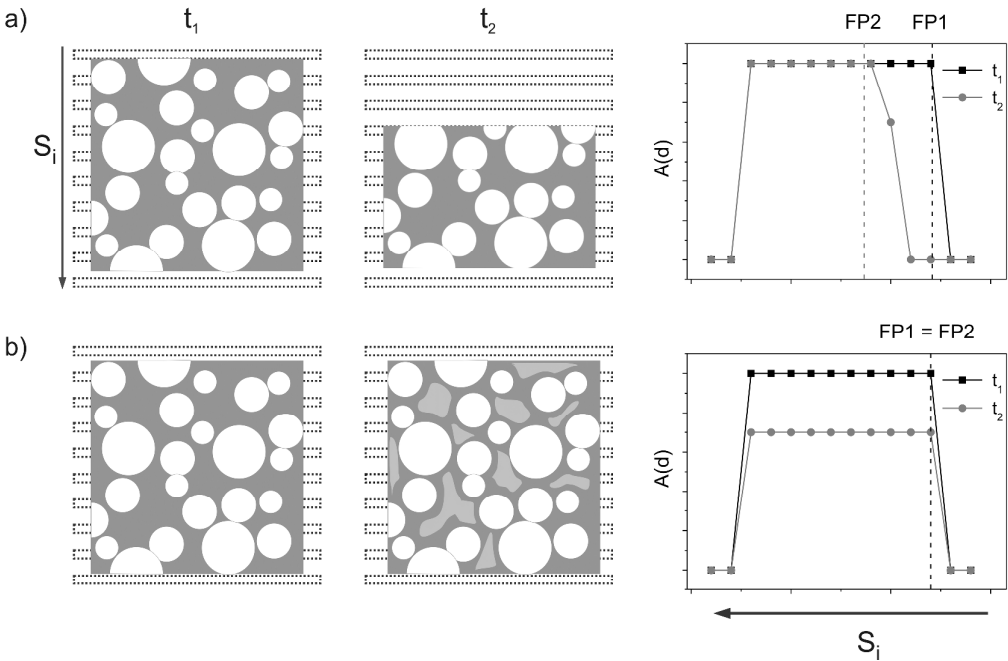 a)
t₁
t₂
Sᵢ
FP2 FP1
t₁
t₂
A(d)
b)
FP1 = FP2
t₁
t₂
A(d)
Sᵢ